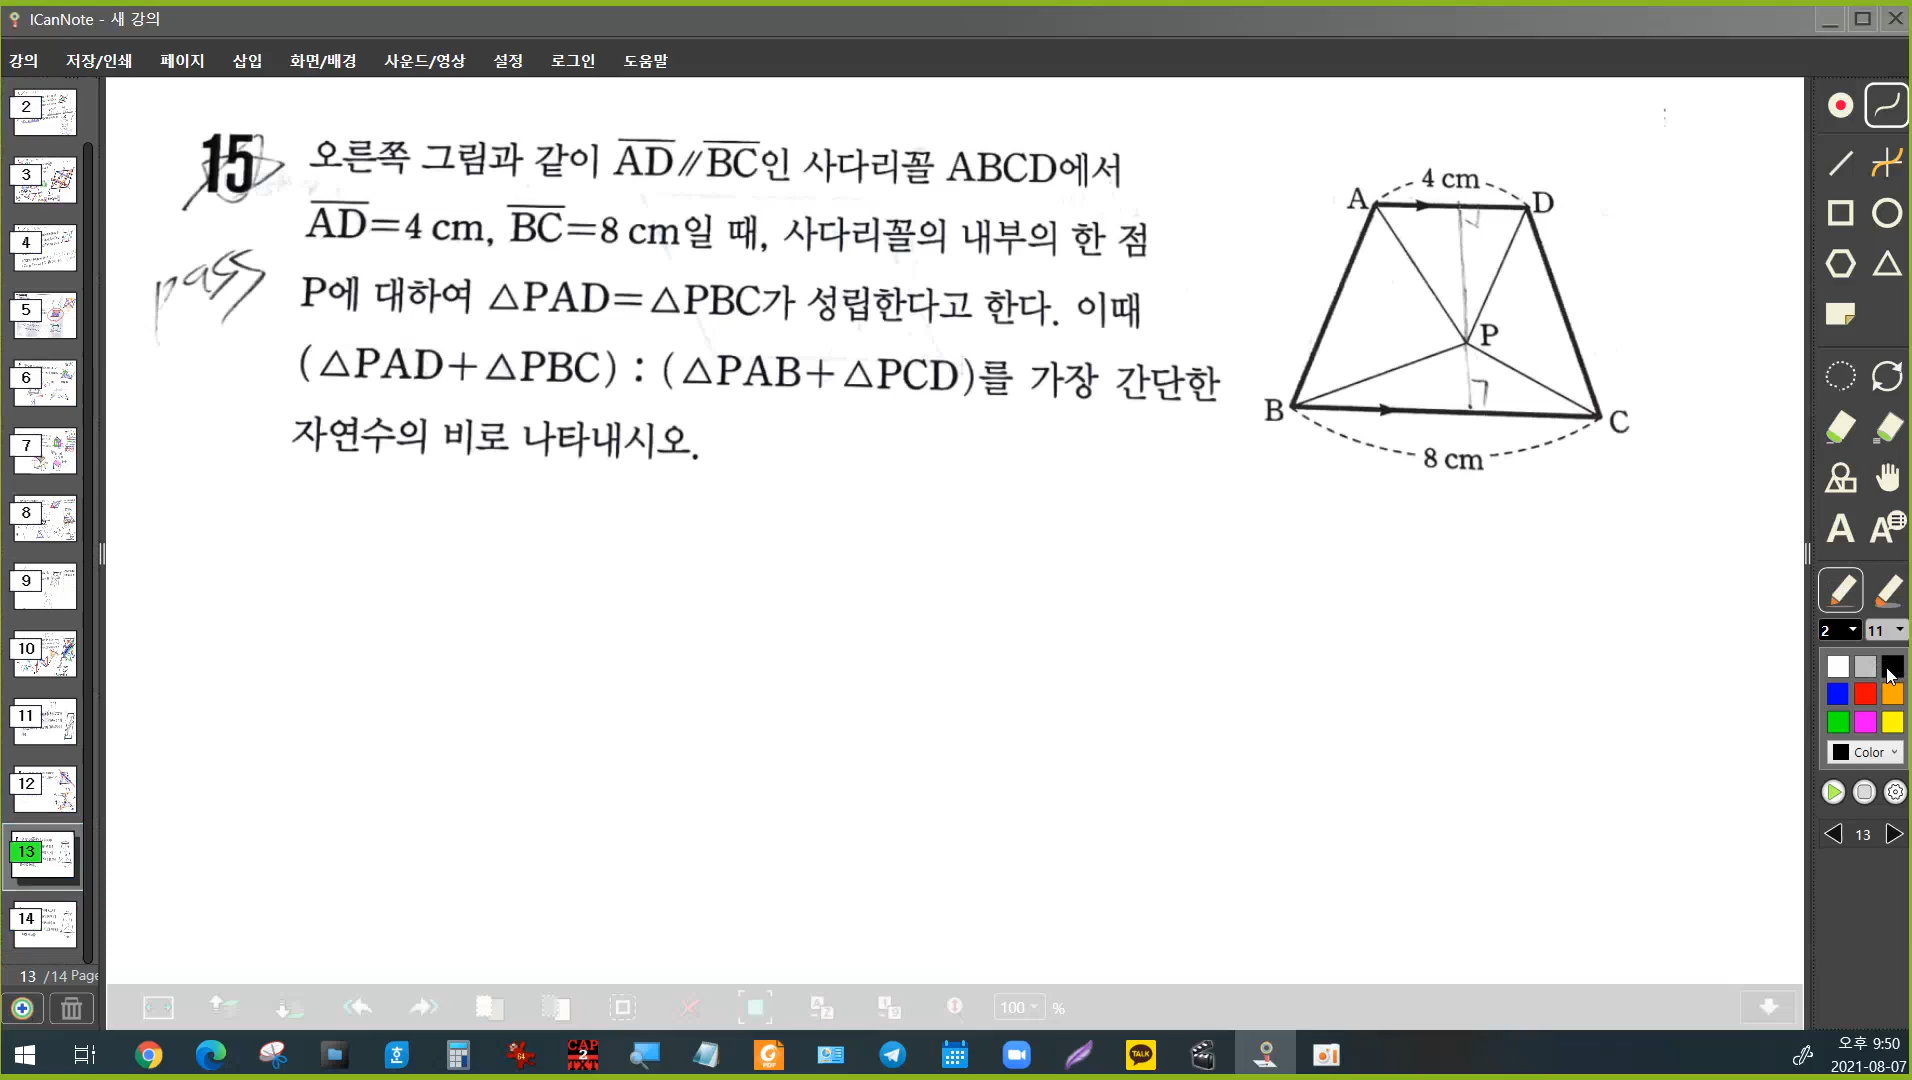 ICanNote - 새 강의
강의 저장/인쇄 페이지 삽입 화면/배경 사운드/영상 설정 로그인 도움말
2
3
4
5
6
7
8
9
10
11
12
13
14
13 /14 Page
15 오른쪽 그림과 같이 AD∥BC인 사다리꼴 ABCD에서
AD=4 cm, BC=8 cm일 때, 사다리꼴의 내부의 한 점
P에 대하여 △PAD=△PBC가 성립한다고 한다. 이때
(△PAD+△PBC) : (△PAB+△PCD)를 가장 간단한
자연수의 비로 나타내시오.
pass
4 cm
A D
P
B C
8 cm
2 11
Color
13
100 %
오후 9:50
2021-08-07